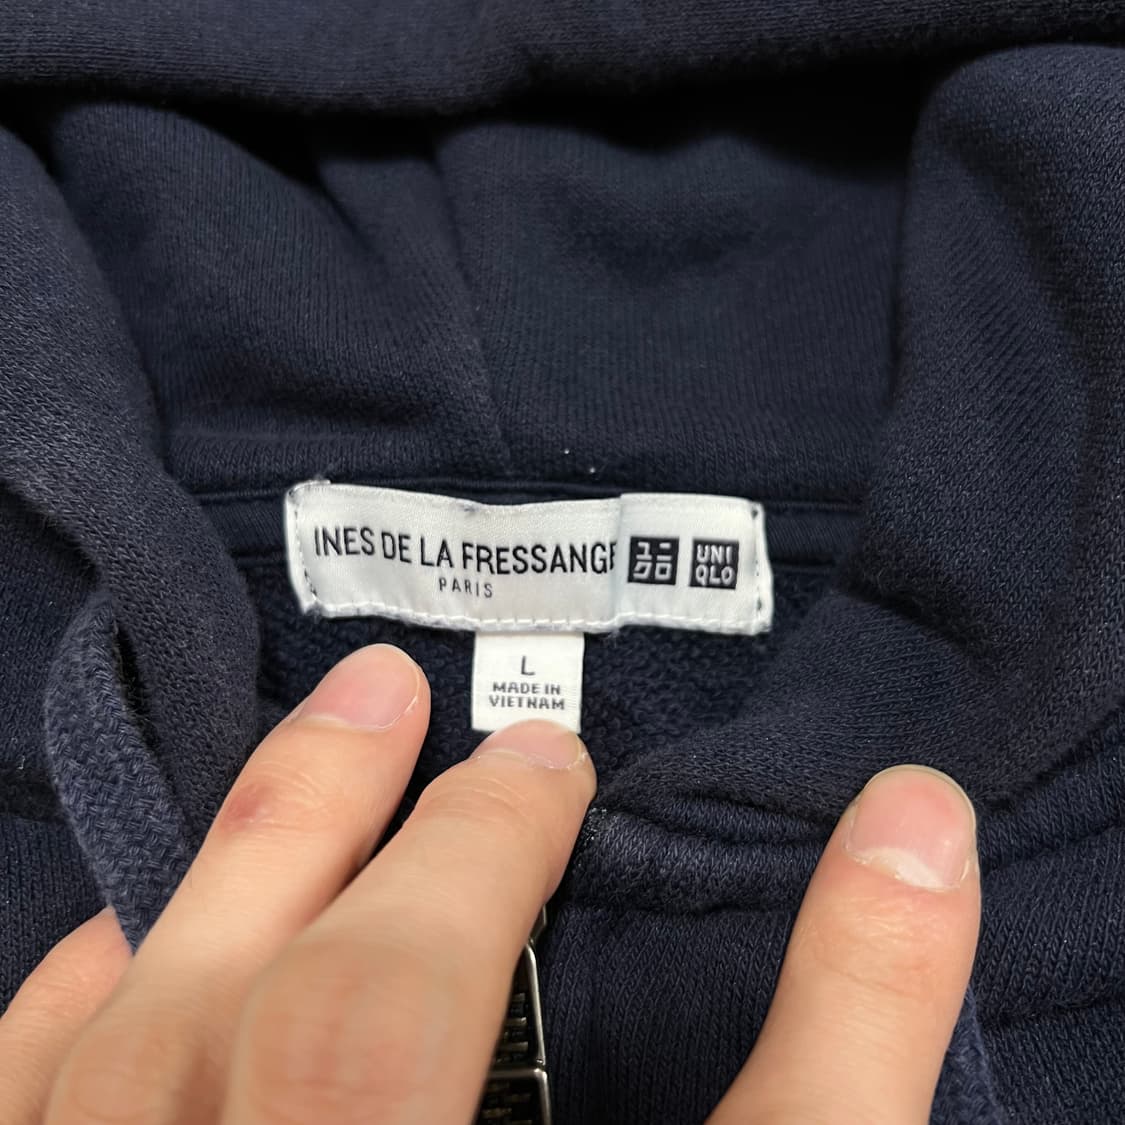 INES DE LA FRESSANGE
PARIS
ユニ
クロ
UNI
QLO
L
MADE IN
VIETNAM